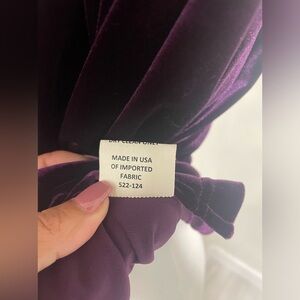 DRY CLEAN ONLY
MADE IN USA
OF IMPORTED
FABRIC
522-124